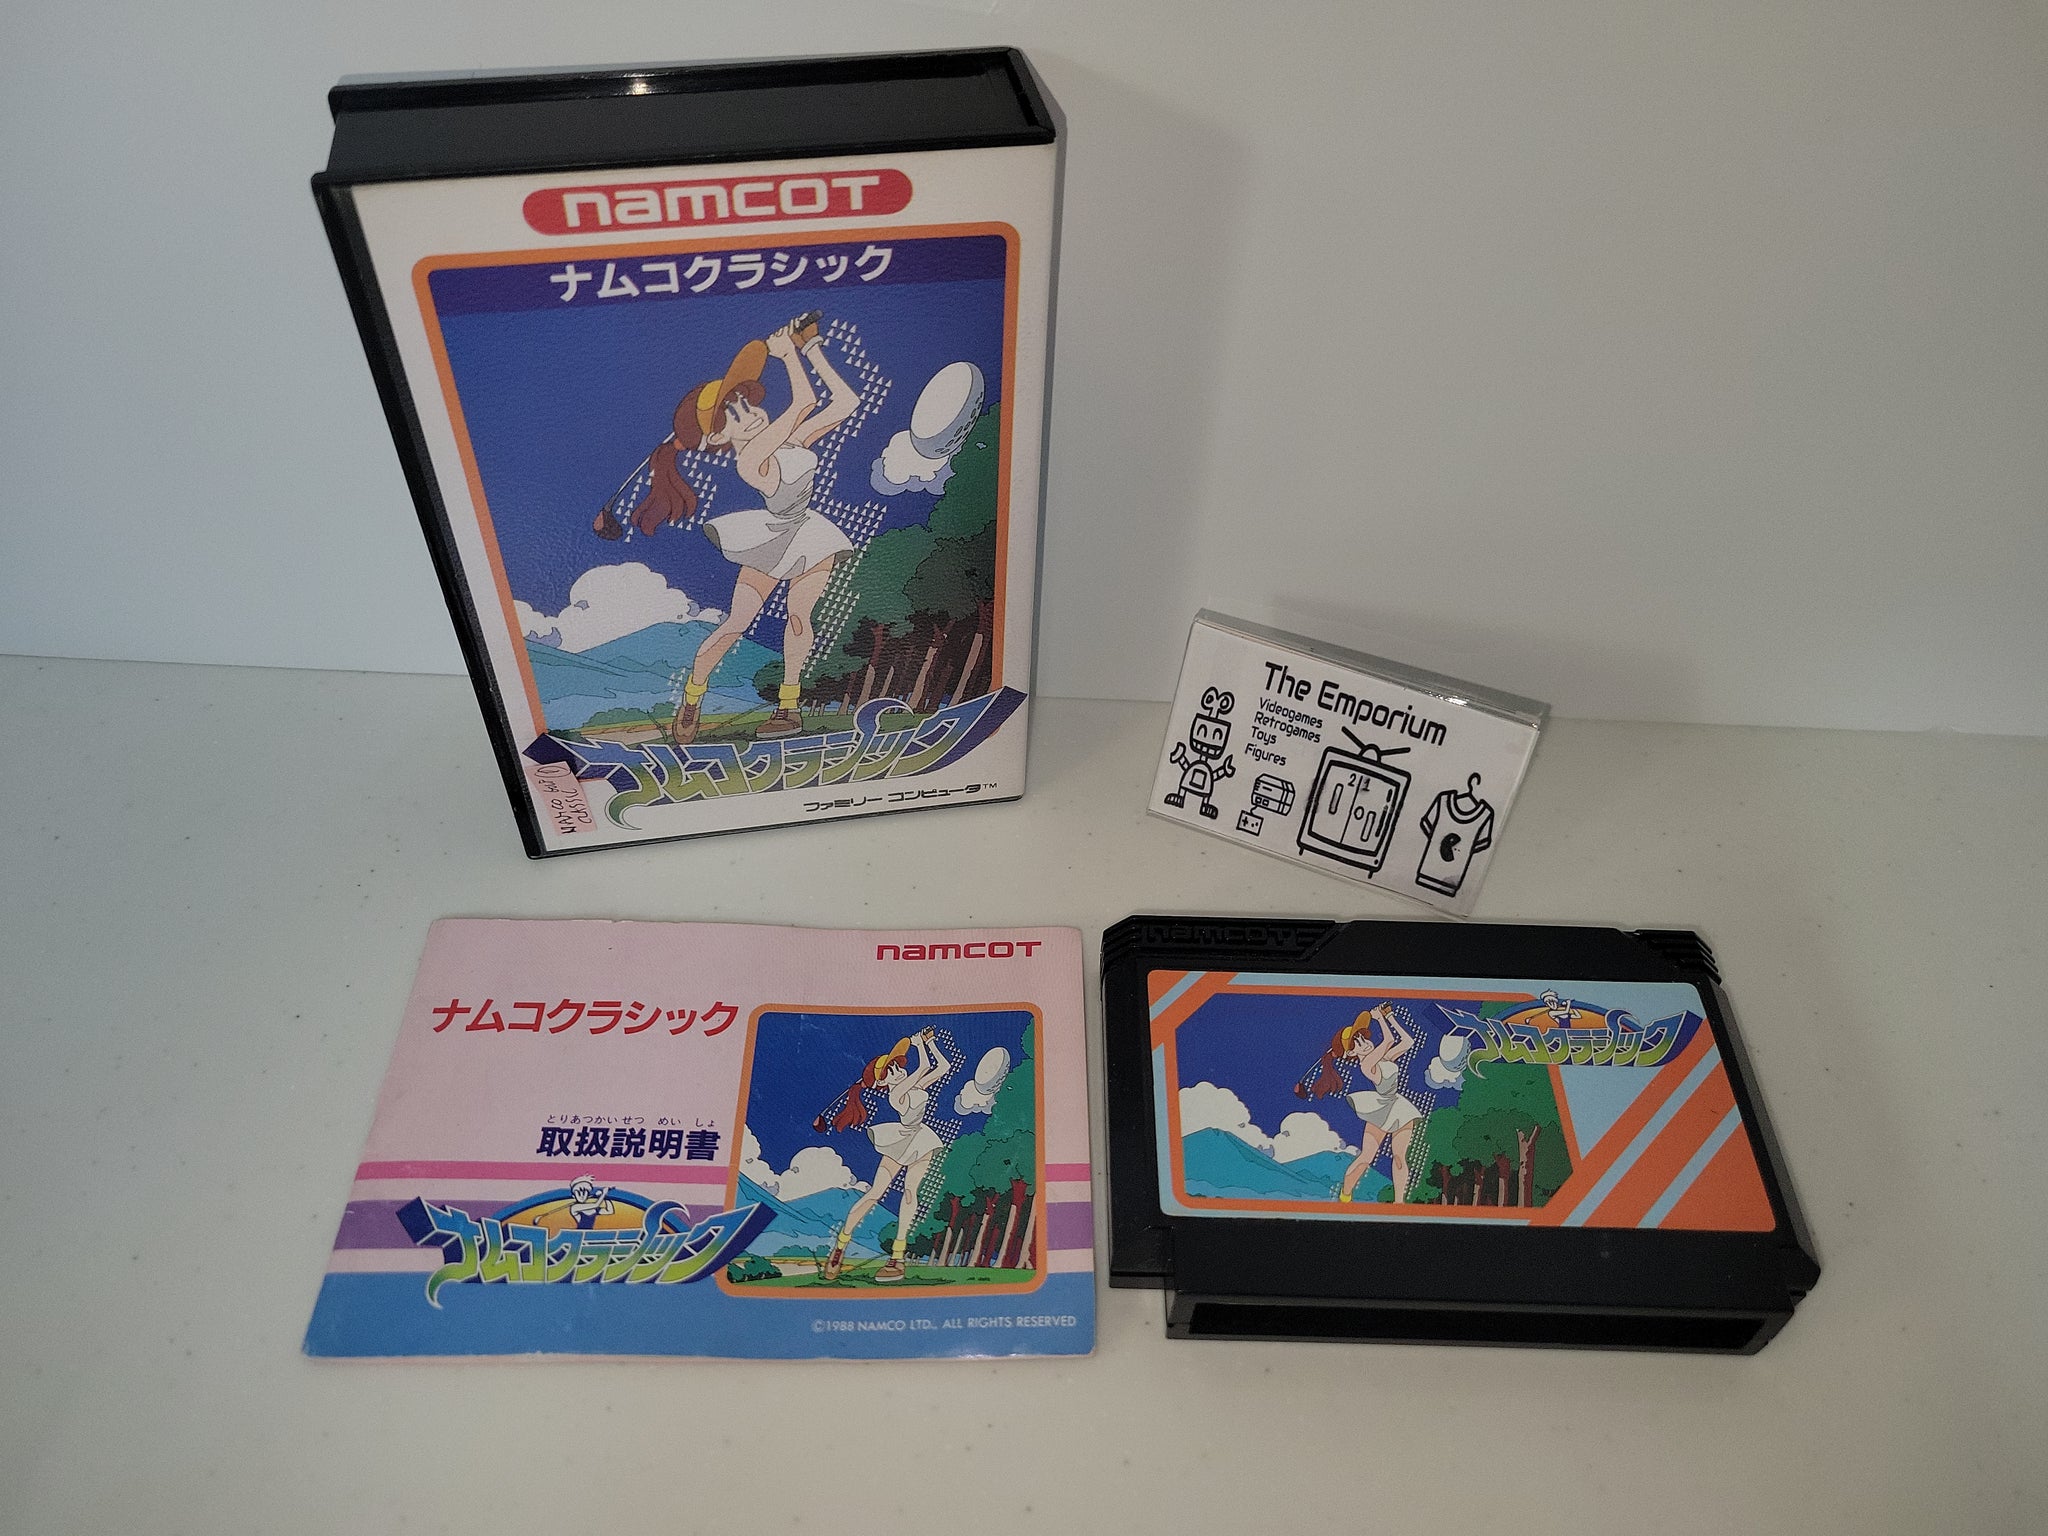 namcot
ナムコクラシック
ナムコクラシック
ファミリー コンピュータ™
The Emporium
Videogames
Retrogames
Toys
Figures
21
namcot
ナムコクラシック
とりあつかいせつ めい しょ
取扱説明書
ナムコクラシック
©1988 NAMCO LTD., ALL RIGHTS RESERVED
namcot
ナムコクラシック